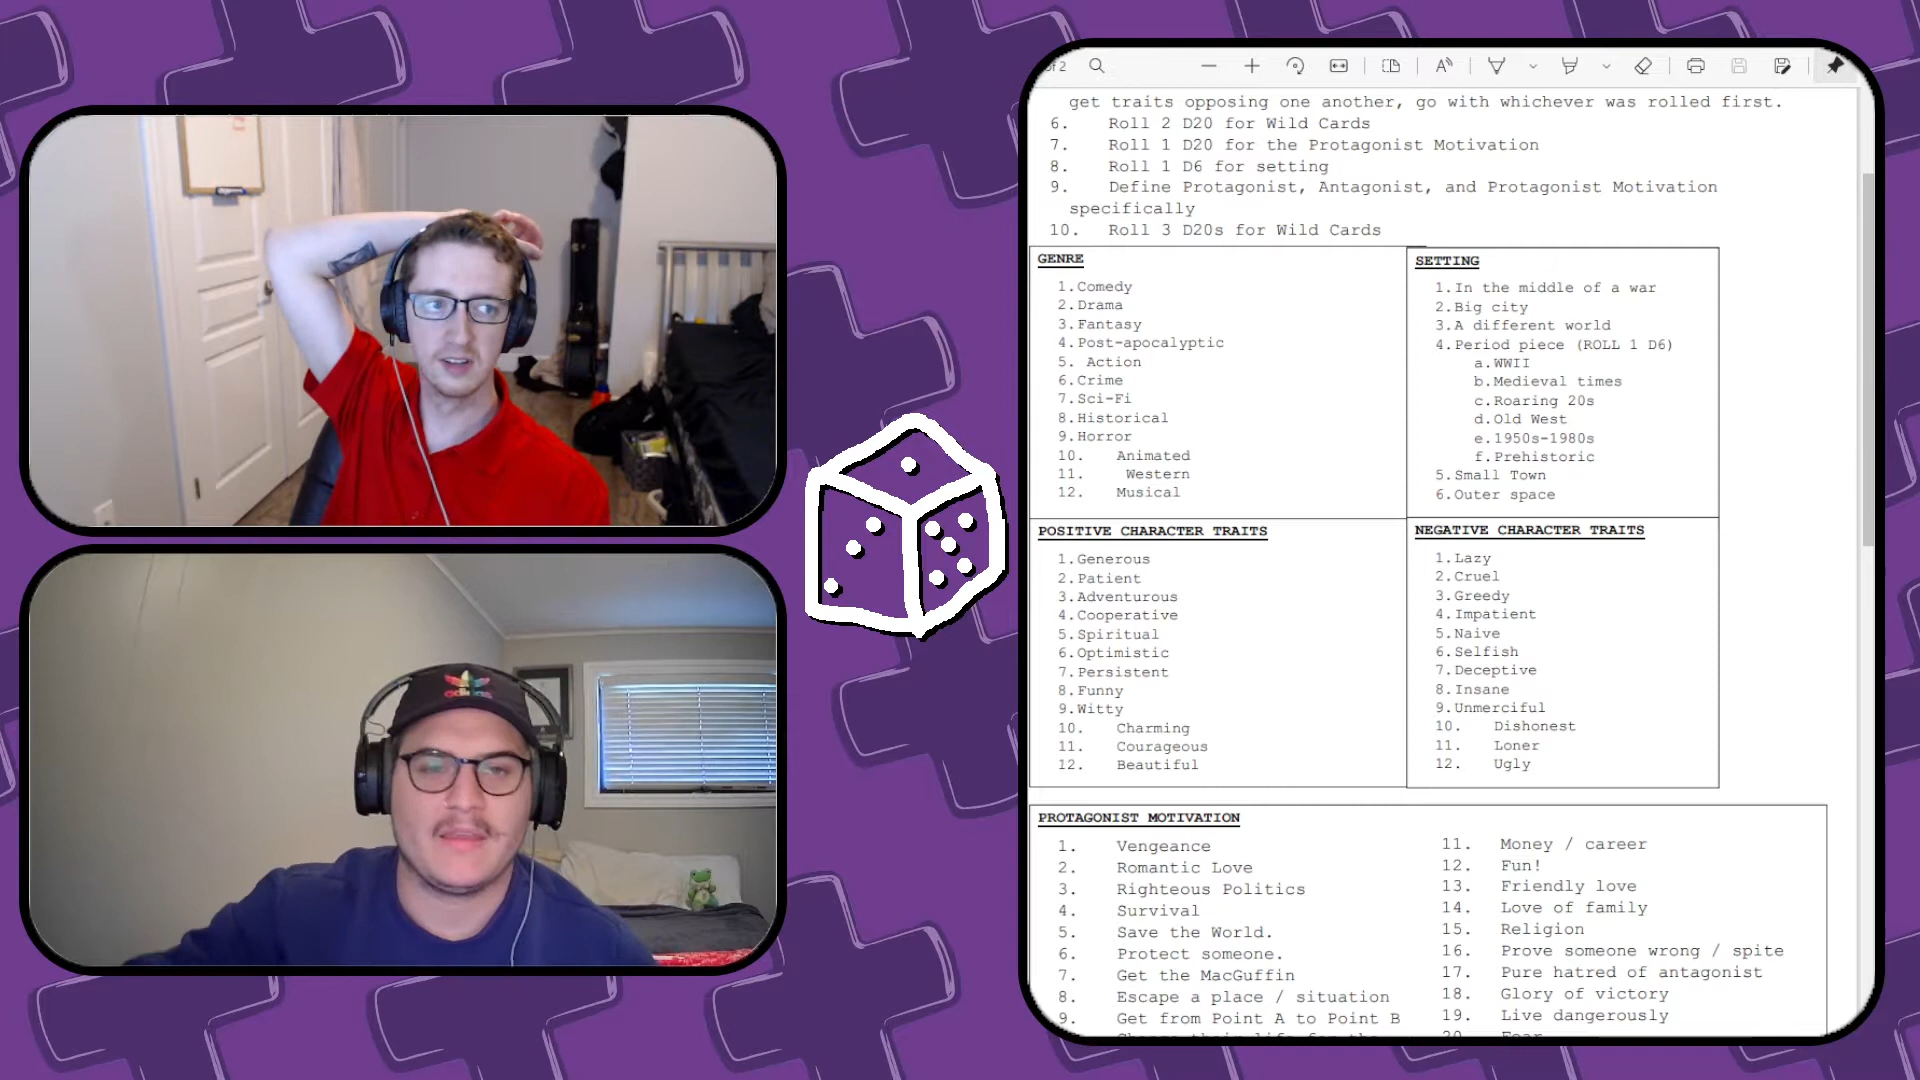 adidas
of 2
get traits opposing one another, go with whichever was rolled first.
6. Roll 2 D20 for Wild Cards
7. Roll 1 D20 for the Protagonist Motivation
8. Roll 1 D6 for setting
9. Define Protagonist, Antagonist, and Protagonist Motivation
specifically
10. Roll 3 D20s for Wild Cards
GENRE
1.Comedy
2.Drama
3.Fantasy
4.Post-apocalyptic
5. Action
6.Crime
7.Sci-Fi
8.Historical
9.Horror
10. Animated
11. Western
12. Musical
SETTING
1.In the middle of a war
2.Big city
3.A different world
4.Period piece (ROLL 1 D6)
a.WWII
b.Medieval times
c.Roaring 20s
d.Old West
e.1950s-1980s
f.Prehistoric
5.Small Town
6.Outer space
POSITIVE CHARACTER TRAITS
1.Generous
2.Patient
3.Adventurous
4.Cooperative
5.Spiritual
6.Optimistic
7.Persistent
8.Funny
9.Witty
10. Charming
11. Courageous
12. Beautiful
NEGATIVE CHARACTER TRAITS
1.Lazy
2.Cruel
3.Greedy
4.Impatient
5.Naive
6.Selfish
7.Deceptive
8.Insane
9.Unmerciful
10. Dishonest
11. Loner
12. Ugly
PROTAGONIST MOTIVATION
1. Vengeance
2. Romantic Love
3. Righteous Politics
4. Survival
5. Save the World.
6. Protect someone.
7. Get the MacGuffin
8. Escape a place / situation
9. Get from Point A to Point B
11. Money / career
12. Fun!
13. Friendly love
14. Love of family
15. Religion
16. Prove someone wrong / spite
17. Pure hatred of antagonist
18. Glory of victory
19. Live dangerously
20. Fear